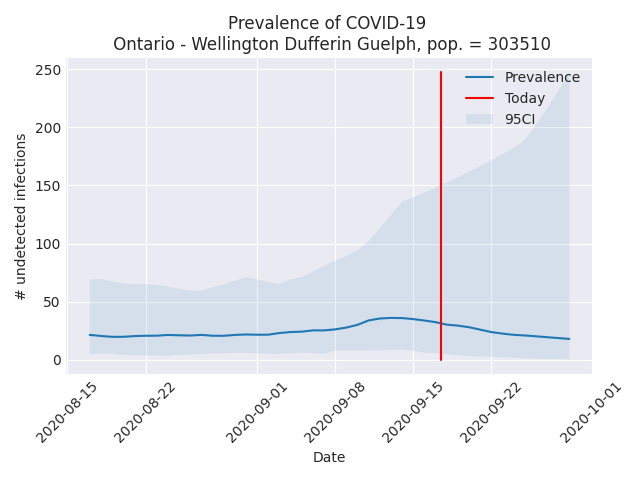 Prevalence of COVID-19
Ontario - Wellington Dufferin Guelph, pop. = 303510
250
200
150
100
50
0
# undetected infections
Prevalence
Today
95CI
2020-08-15
2020-08-22
2020-09-01
2020-09-08
2020-09-15
2020-09-22
2020-10-01
Date